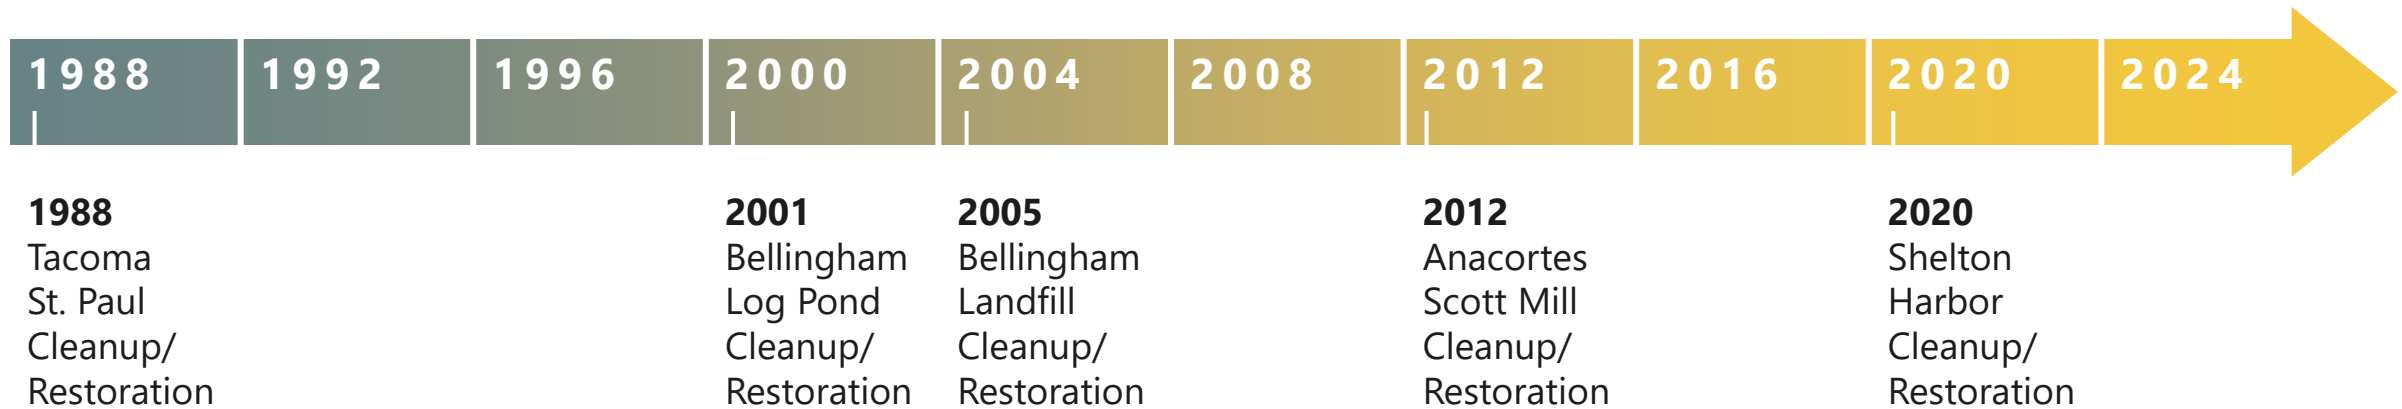 1988 1992 1996 2000 2004 2008 2012 2016 2020 2024
1988
Tacoma
St. Paul
Cleanup/
Restoration
2001
Bellingham
Log Pond
Cleanup/
Restoration
2005
Bellingham
Landfill
Cleanup/
Restoration
2012
Anacortes
Scott Mill
Cleanup/
Restoration
2020
Shelton
Harbor
Cleanup/
Restoration